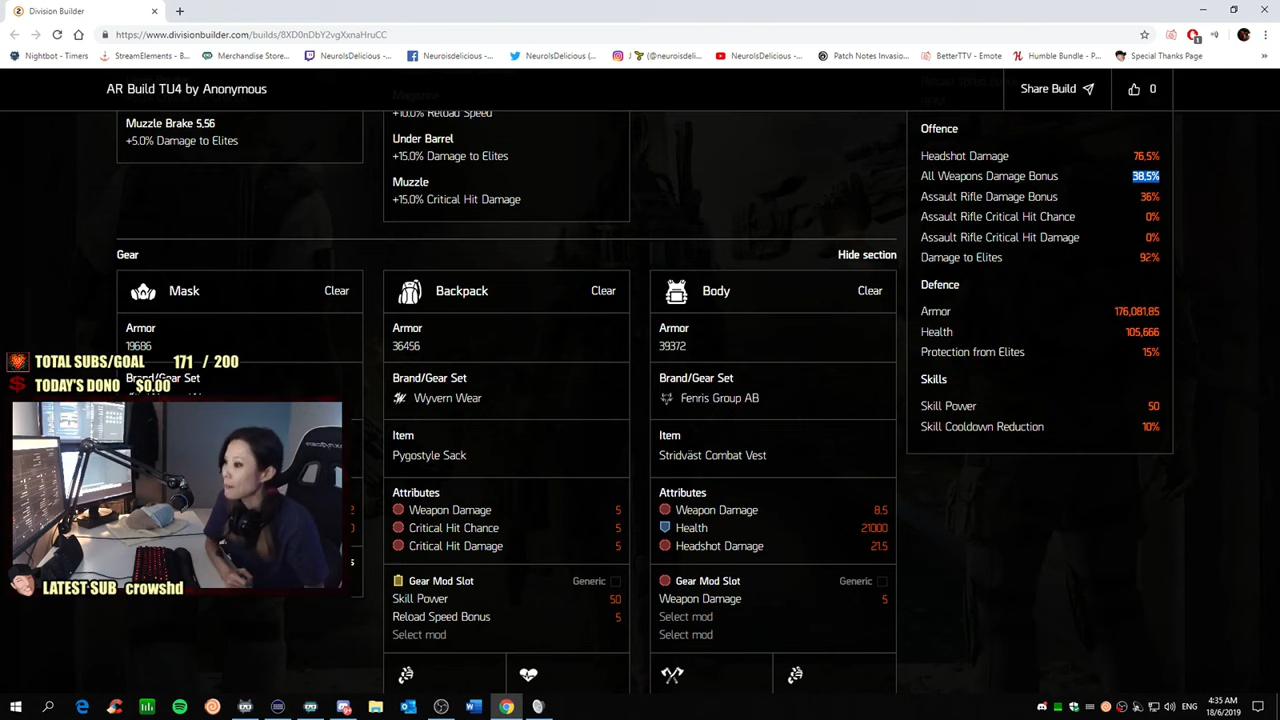 Division Builder
https://www.divisionbuilder.com/builds/8XD0nDbY2vgXxnaHruCC
1
Nightbot - Dashbo...
StreamElements - B...
Merchandise Store...
NeuroIsDelicious -...
Neuroisdelicious -...
NeuroIsDelicious (...
(@neuroisdeli...
NeuroIsDelicious -...
Patch Notes Invasio...
BetterTTV - Emote
Humble Bundle - P...
Special Thanks Page
AR Build TU4 by Anonymous
Share Build
0
Muzzle Brake 5,56
+5.0% Damage to Elites
Magazine
+10.0% Reload Speed
Under Barrel
+15.0% Damage to Elites
Muzzle
+15.0% Critical Hit Damage
Offence
Headshot Damage 76,5%
All Weapons Damage Bonus 38,5%
Assault Rifle Damage Bonus 36%
Assault Rifle Critical Hit Chance 0%
Assault Rifle Critical Hit Damage 0%
Damage to Elites 92%
Defence
Armor 176,081,85
Health 105,666
Protection from Elites 15%
Skills
Skill Power 50
Skill Cooldown Reduction 10%
Gear
Hide section
Mask
Clear
Armor
19686
Brand/Gear Set
Backpack
Clear
Armor
36456
Brand/Gear Set
Wyvern Wear
Item
Pygostyle Sack
Attributes
Weapon Damage 5
Critical Hit Chance 5
Critical Hit Damage 5
Gear Mod Slot Generic
Skill Power 50
Reload Speed Bonus 5
Select mod
Body
Clear
Armor
39372
Brand/Gear Set
Fenris Group AB
Item
Stridväst Combat Vest
Attributes
Weapon Damage 8.5
Health 21000
Headshot Damage 21.5
Gear Mod Slot Generic
Weapon Damage 5
Select mod
Select mod
TOTAL SUBS/GOAL 171 / 200
TODAY'S DONO $0.00
LATEST SUB crowshd
ENG
4:35 AM
18/6/2019